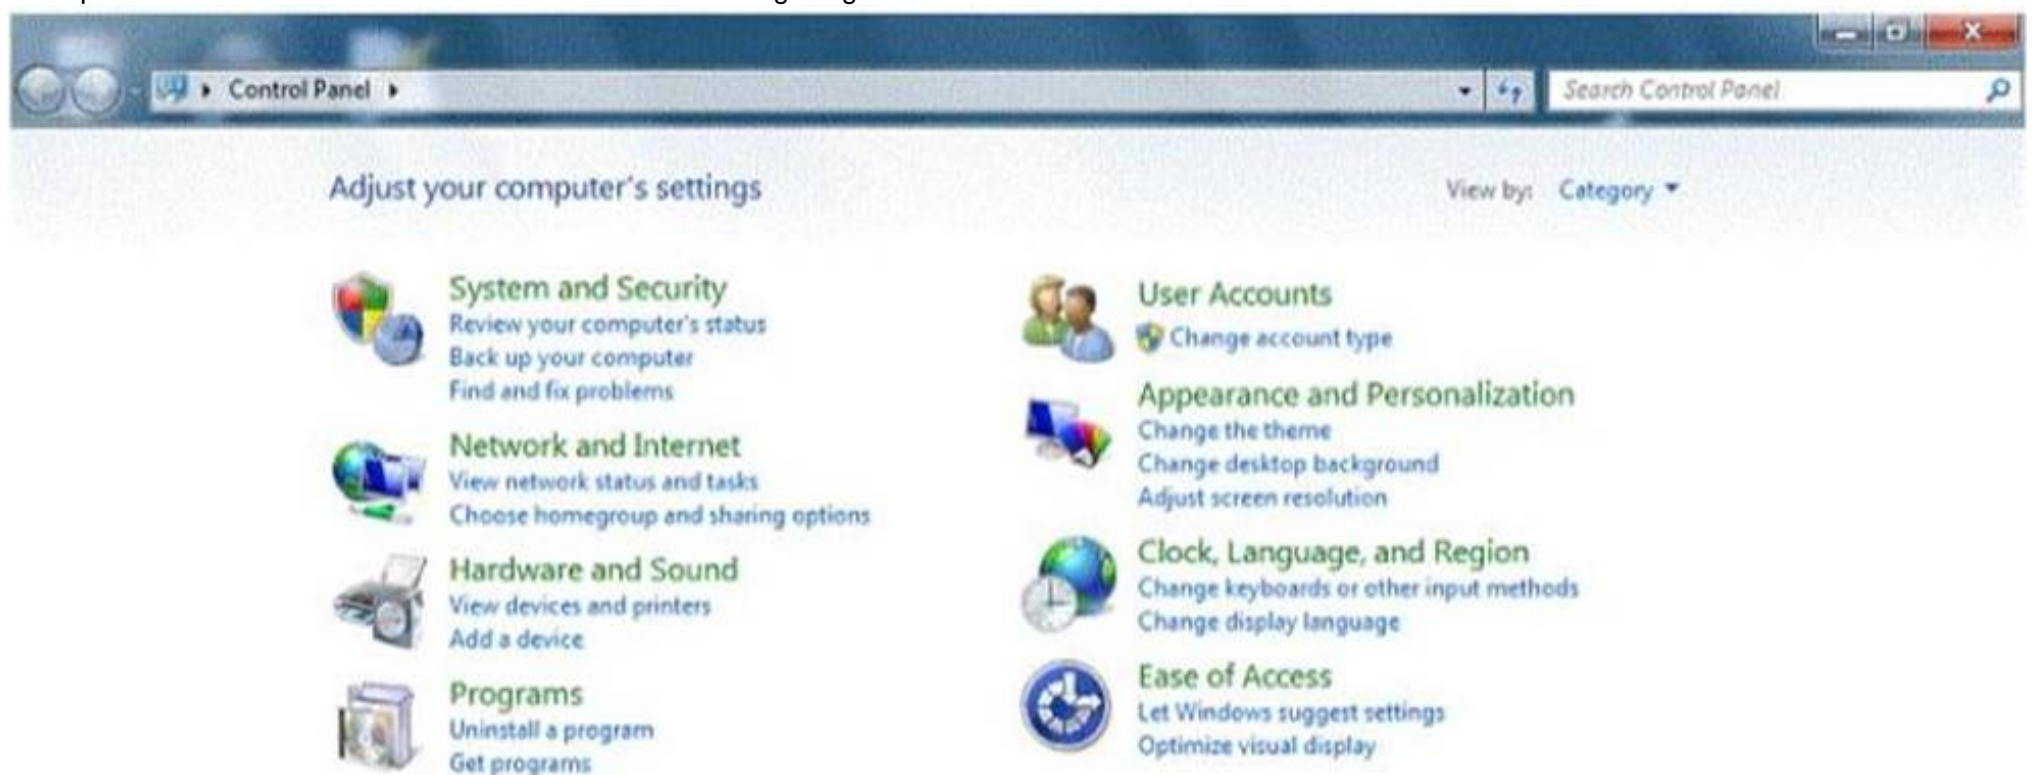 Control Panel
Search Control Panel
Adjust your computer's settings
View by: Category
System and Security
Review your computer's status
Back up your computer
Find and fix problems
Network and Internet
View network status and tasks
Choose homegroup and sharing options
Hardware and Sound
View devices and printers
Add a device
Programs
Uninstall a program
Get programs
User Accounts
Change account type
Appearance and Personalization
Change the theme
Change desktop background
Adjust screen resolution
Clock, Language, and Region
Change keyboards or other input methods
Change display language
Ease of Access
Let Windows suggest settings
Optimize visual display